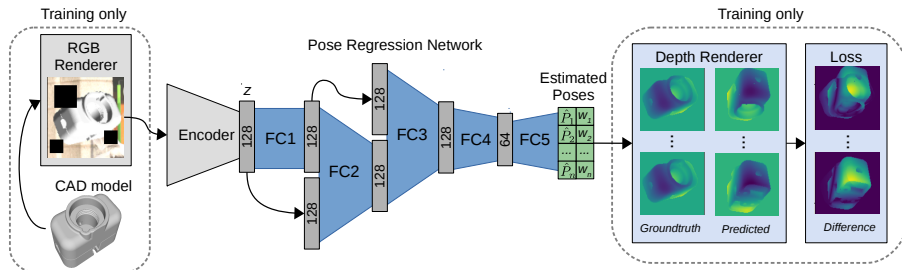 Training only
RGB
Renderer
CAD model
Encoder
z
128
FC1
Pose Regression Network
128
128
FC2
128
128
FC3
128
FC4
64
FC5
Estimated
Poses
P̂₁ w₁
P̂₂ w₂
... ...
P̂ₙ wₙ
Training only
Depth Renderer
Groundtruth
Predicted
Loss
Difference